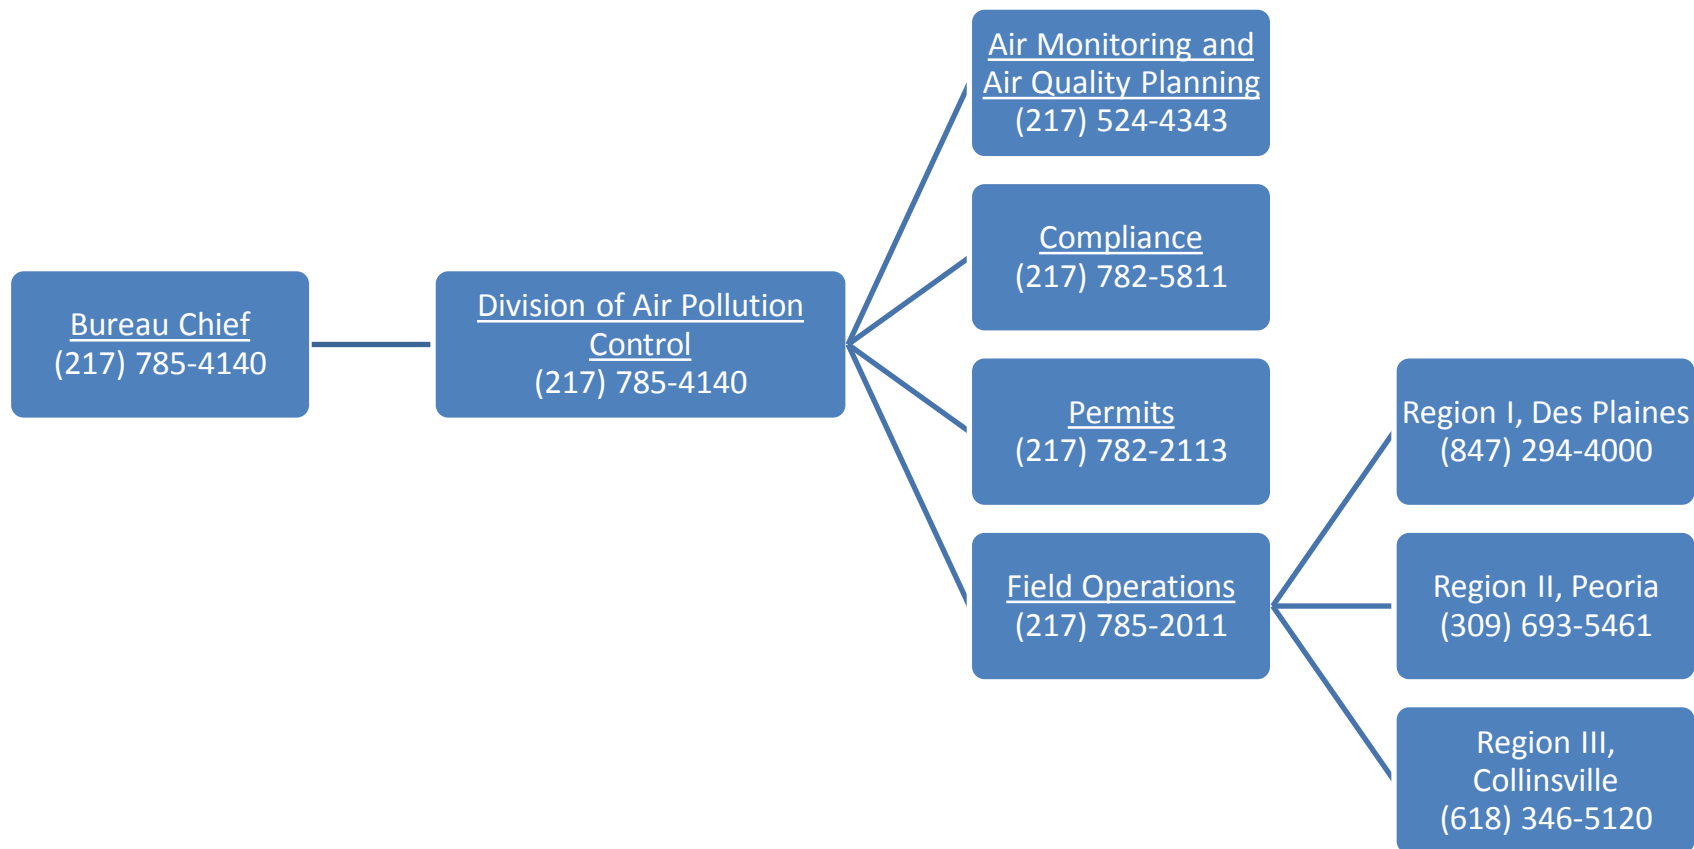 Air Monitoring and
Air Quality Planning
(217) 524-4343
Compliance
(217) 782-5811
Bureau Chief
(217) 785-4140
Division of Air Pollution
Control
(217) 785-4140
Permits
(217) 782-2113
Region I, Des Plaines
(847) 294-4000
Field Operations
(217) 785-2011
Region II, Peoria
(309) 693-5461
Region III,
Collinsville
(618) 346-5120